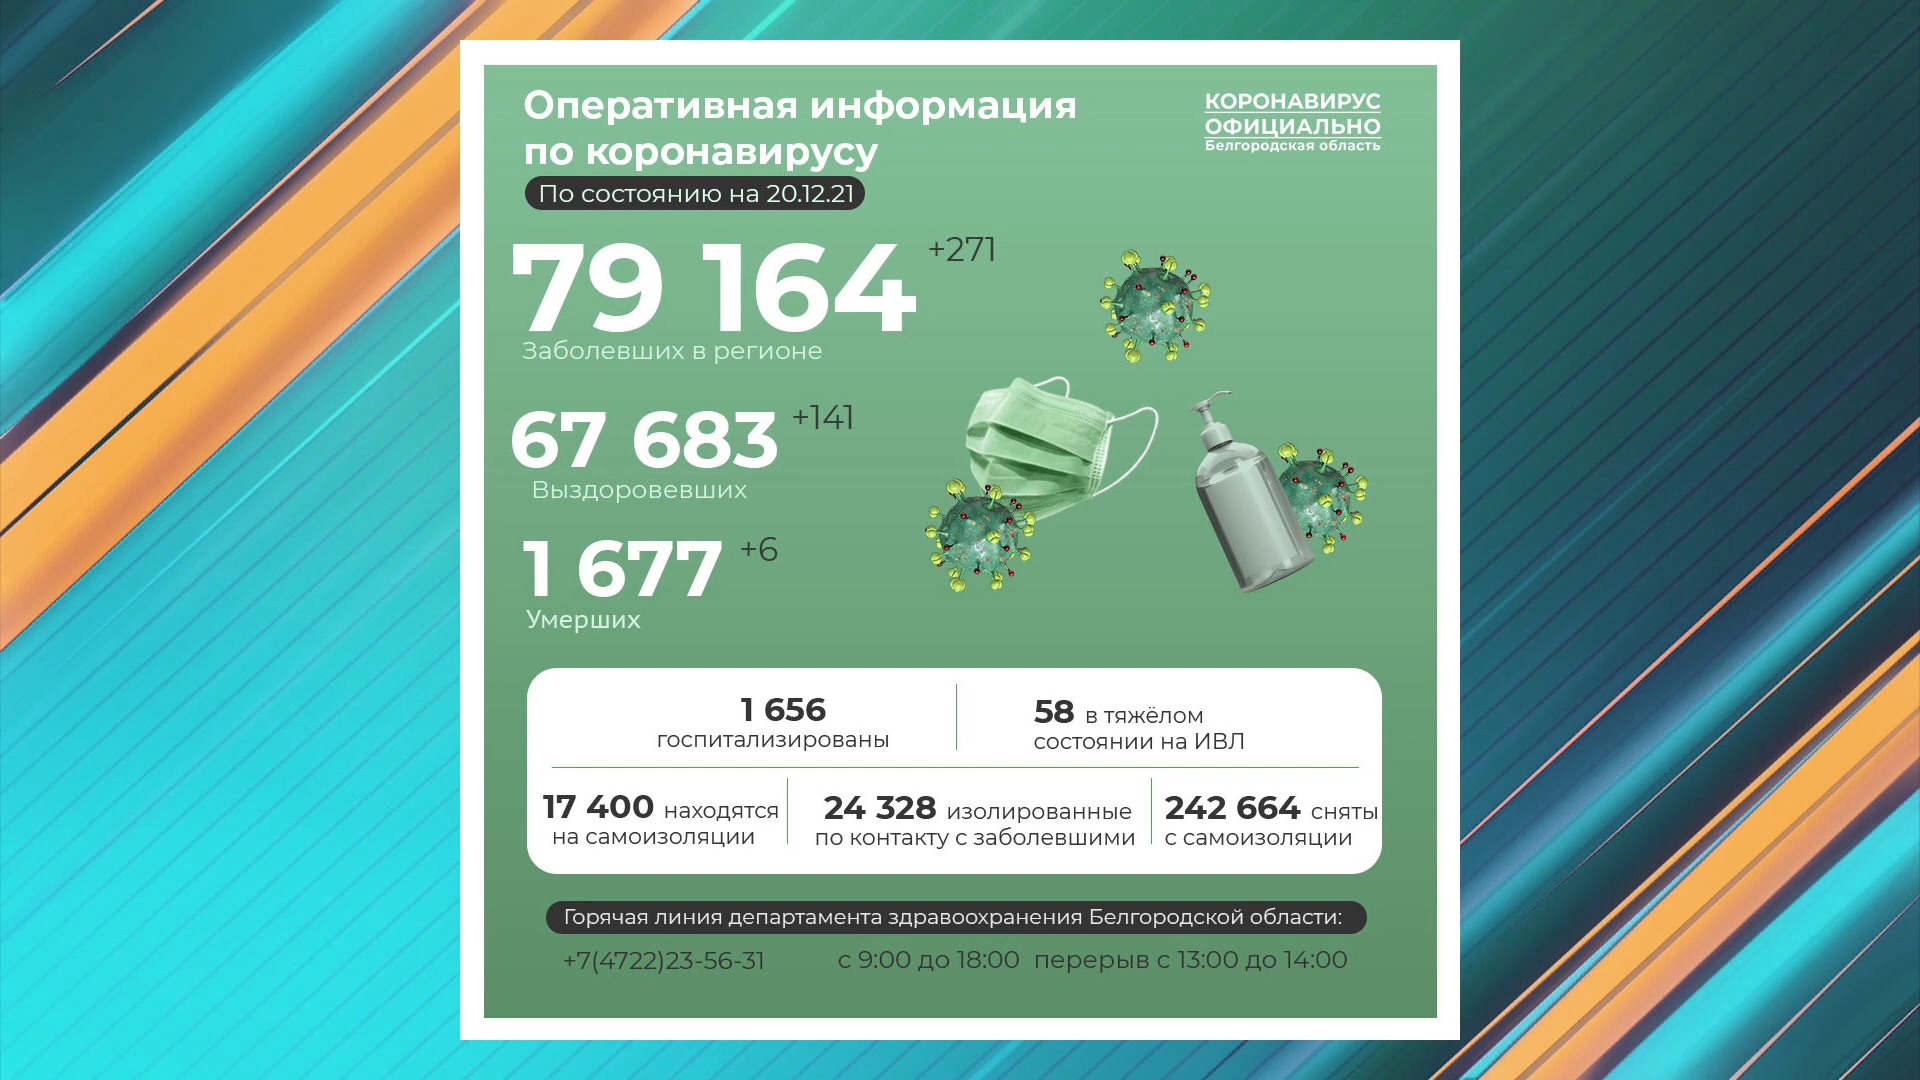 Оперативная информация
по коронавирусу
По состоянию на 20.12.21
КОРОНАВИРУС
ОФИЦИАЛЬНО
Белгородская область
79 164 +271
Заболевших в регионе
67 683 +141
Выздоровевших
1 677 +6
Умерших
1 656
госпитализированы
58 в тяжёлом
состоянии на ИВЛ
17 400 находятся
на самоизоляции
24 328 изолированные
по контакту с заболевшими
242 664 сняты
с самоизоляции
Горячая линия департамента здравоохранения Белгородской области:
+7(4722)23-56-31 с 9:00 до 18:00 перерыв с 13:00 до 14:00